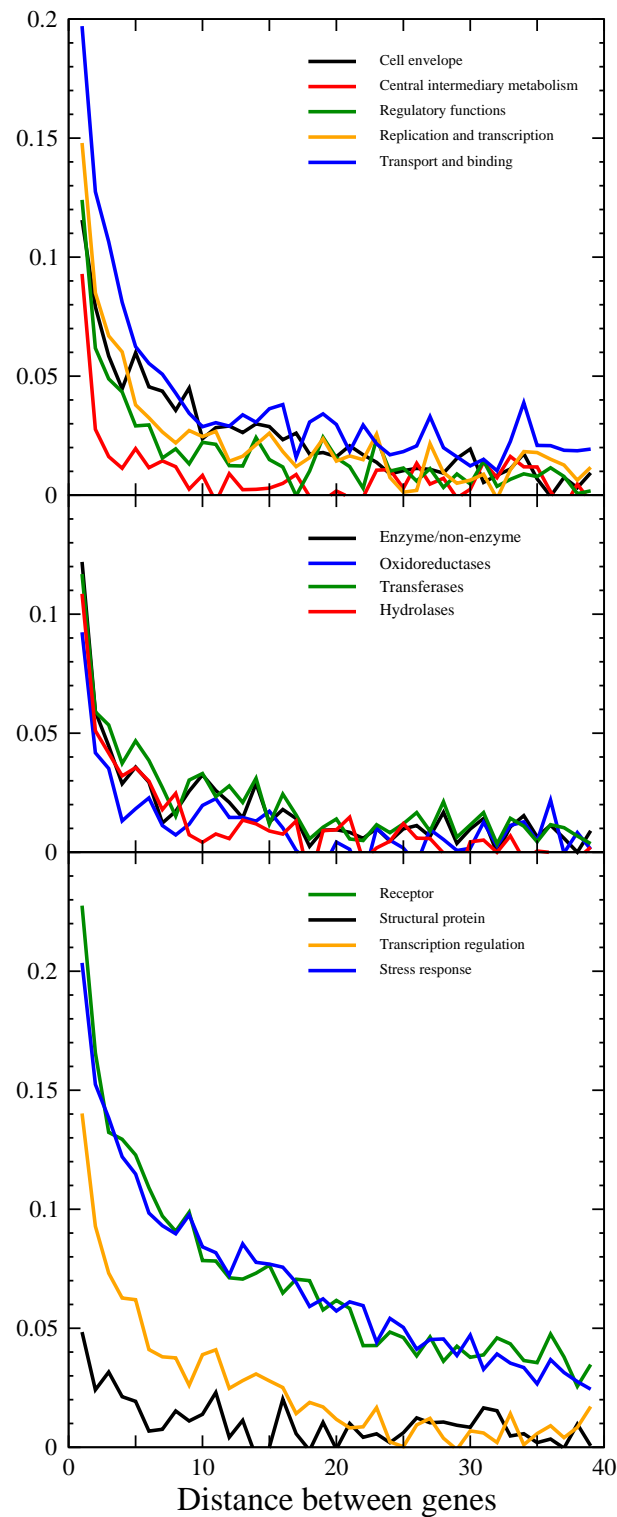 0.2
Cell envelope
Central intermediary metabolism
Regulatory functions
Replication and transcription
Transport and binding
0.15
0.1
0.05
0
Enzyme/non-enzyme
Oxidoreductases
Transferases
Hydrolases
0.1
0.05
0
Receptor
Structural protein
Transcription regulation
Stress response
0.2
0.15
0.1
0.05
0
0 10 20 30 40
Distance between genes